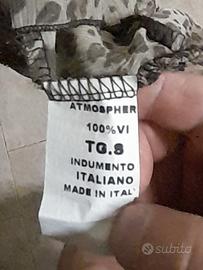 ATMOSPHER
100%VI
TG.S
INDUMENTO
ITALIANO
MADE IN ITAL
subito